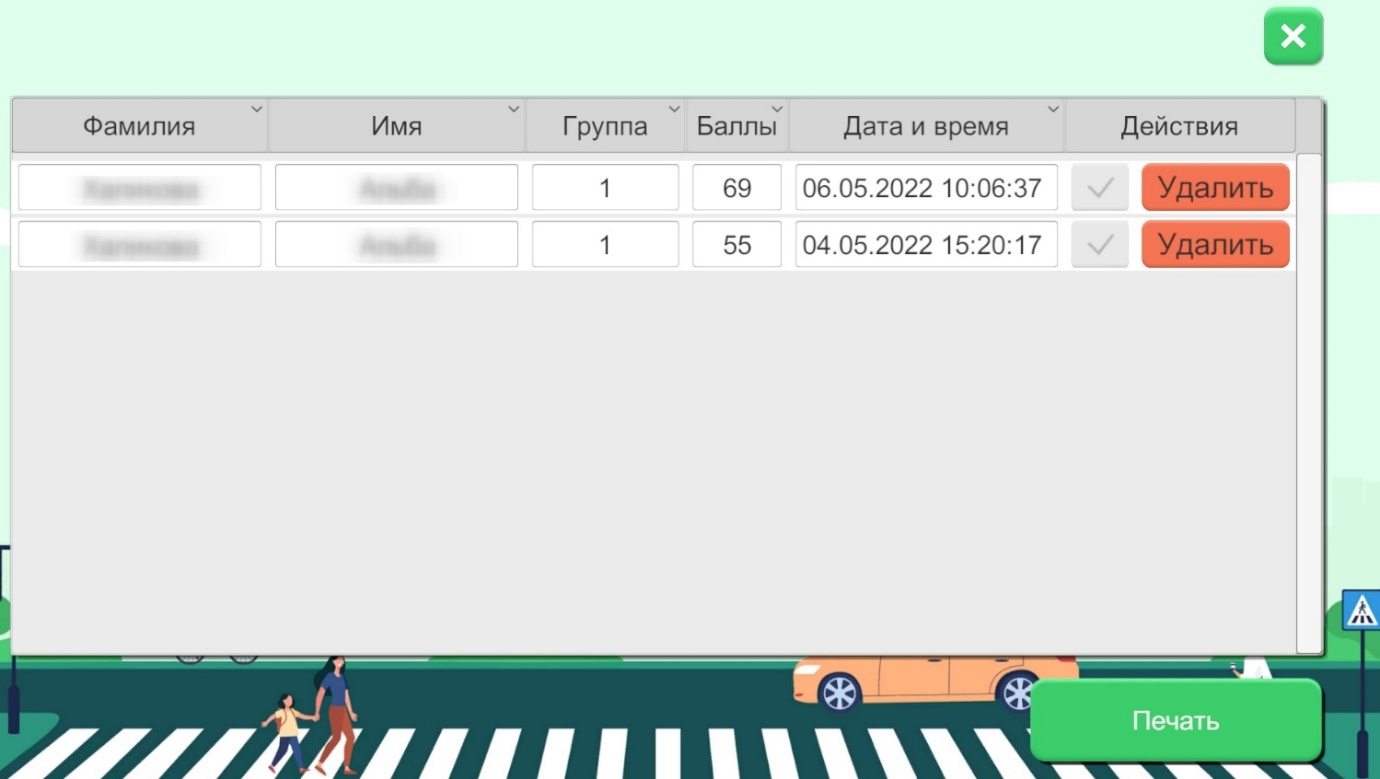 Фамилия Имя Группа Баллы Дата и время Действия
1 69 06.05.2022 10:06:37 Удалить
1 55 04.05.2022 15:20:17 Удалить
Печать